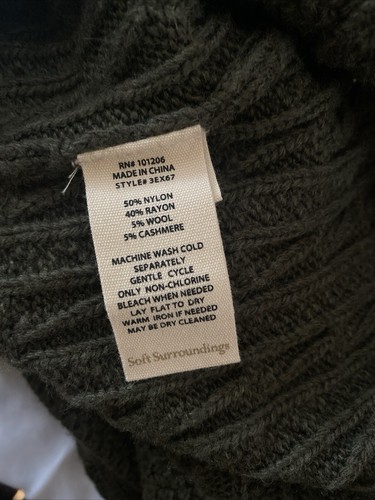 RN# 101206
MADE IN CHINA
STYLE# 3EX67
50% NYLON
40% RAYON
5% WOOL
5% CASHMERE
MACHINE WASH COLD
SEPARATELY
GENTLE CYCLE
ONLY NON-CHLORINE
BLEACH WHEN NEEDED
LAY FLAT TO DRY
WARM IRON IF NEEDED
MAY BE DRY CLEANED
Soft Surroundings